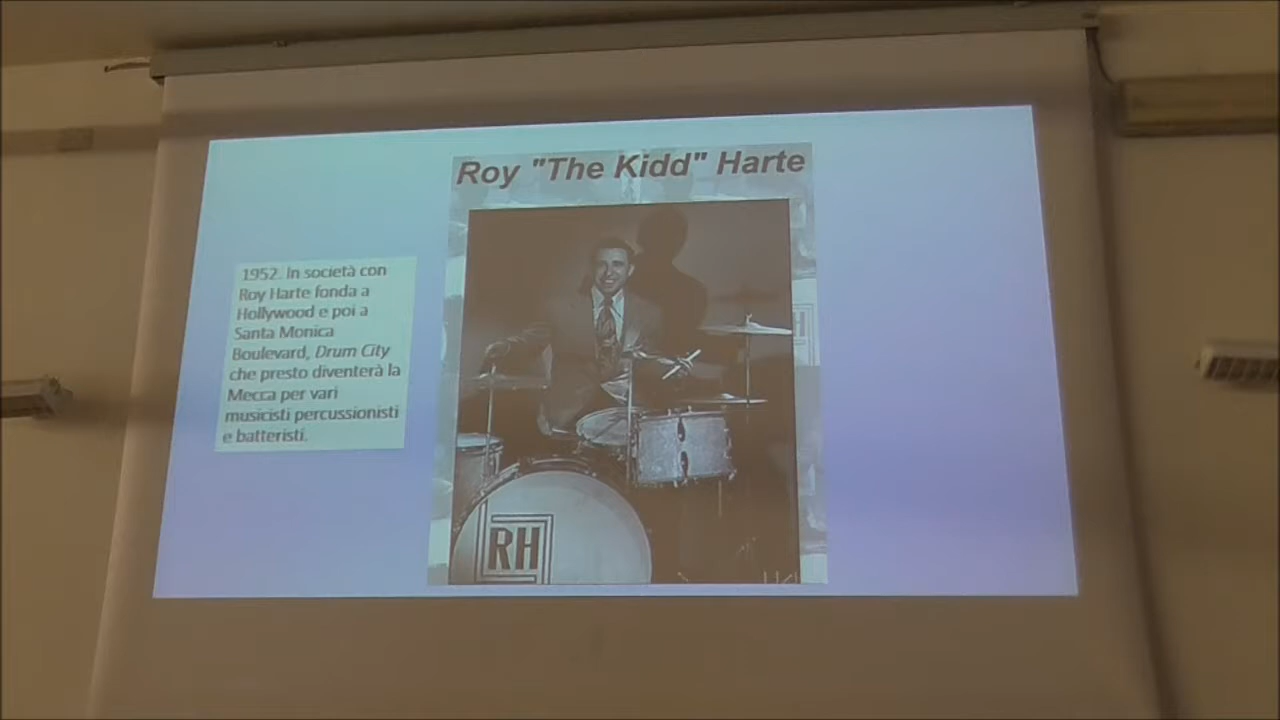 Roy "The Kidd" Harte
1952. In società con
Roy Harte fonda a
Hollywood e poi a
Santa Monica
Boulevard, Drum City
che presto diventerà la
Mecca per vari
musicisti percussionisti
e batteristi.
RH